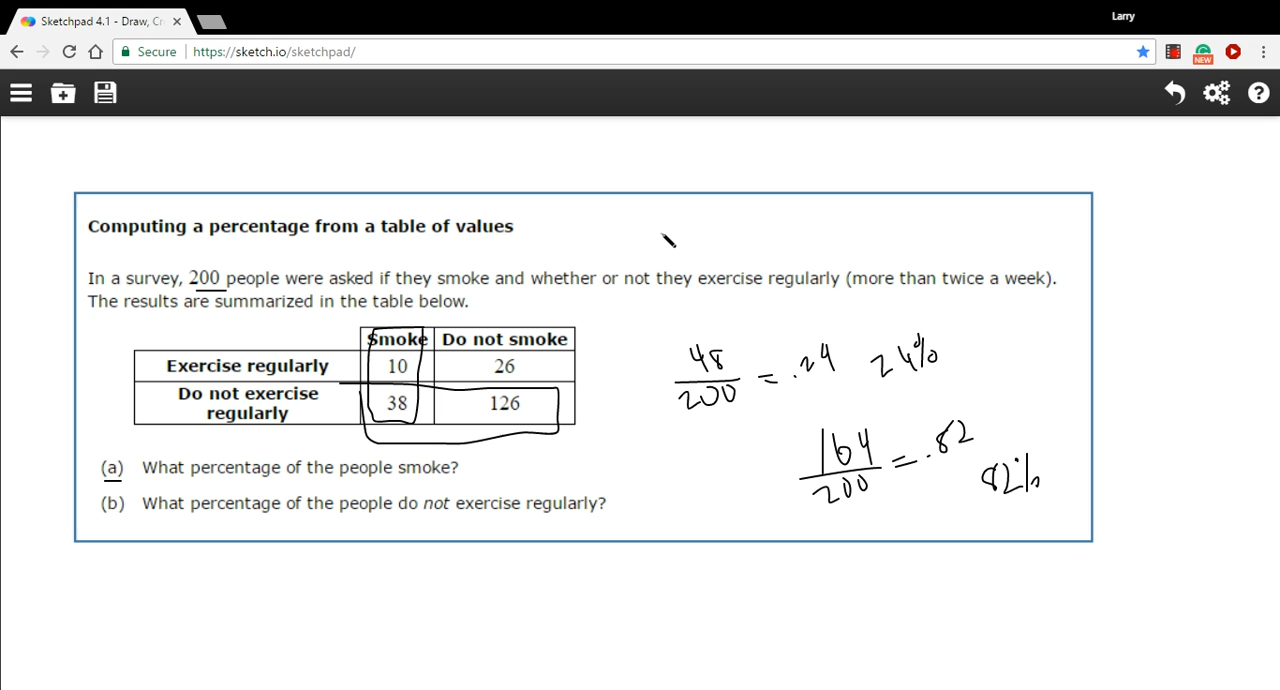 Larry
Sketchpad 4.1 - Draw, Cr
Secure https://sketch.io/sketchpad/
NEW
Computing a percentage from a table of values
In a survey, 200 people were asked if they smoke and whether or not they exercise regularly (more than twice a week).
The results are summarized in the table below.
Smoke Do not smoke
Exercise regularly 10 26
Do not exercise regularly 38 126
48/200 = .24 24%
164/200 = .82 82%
(a) What percentage of the people smoke?
(b) What percentage of the people do not exercise regularly?